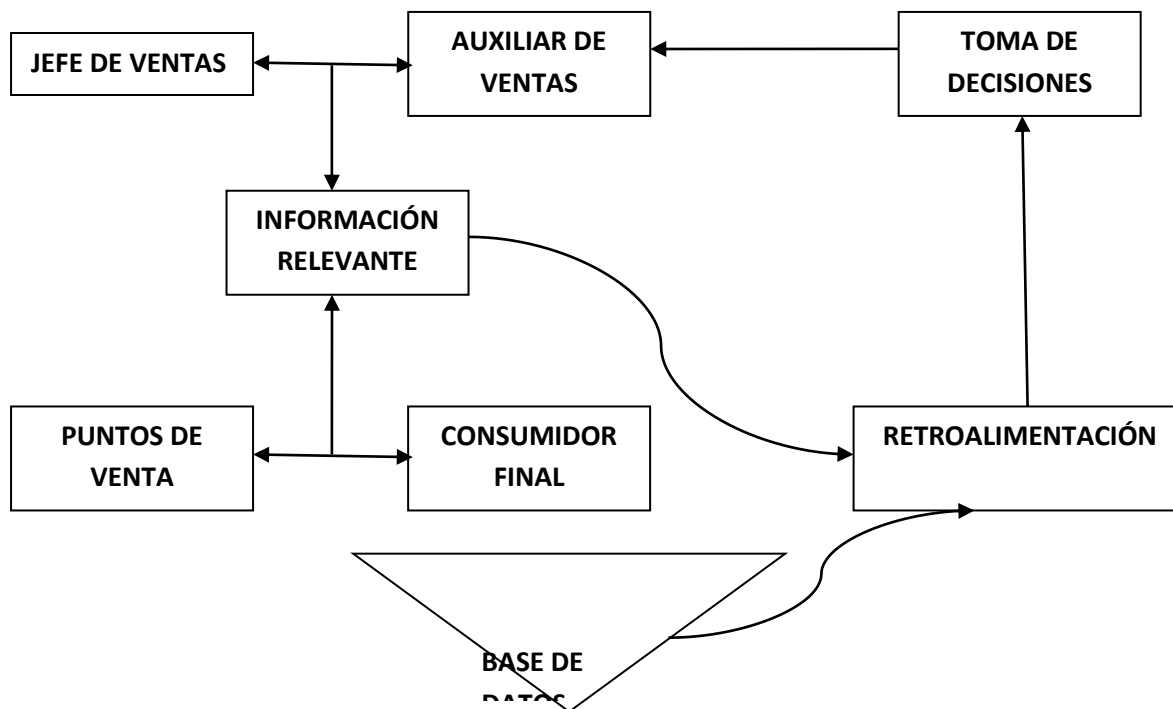 JEFE DE VENTAS
AUXILIAR DE
VENTAS
TOMA DE
DECISIONES
INFORMACIÓN
RELEVANTE
PUNTOS DE
VENTA
CONSUMIDOR
FINAL
RETROALIMENTACIÓN
BASE DE
DATOS